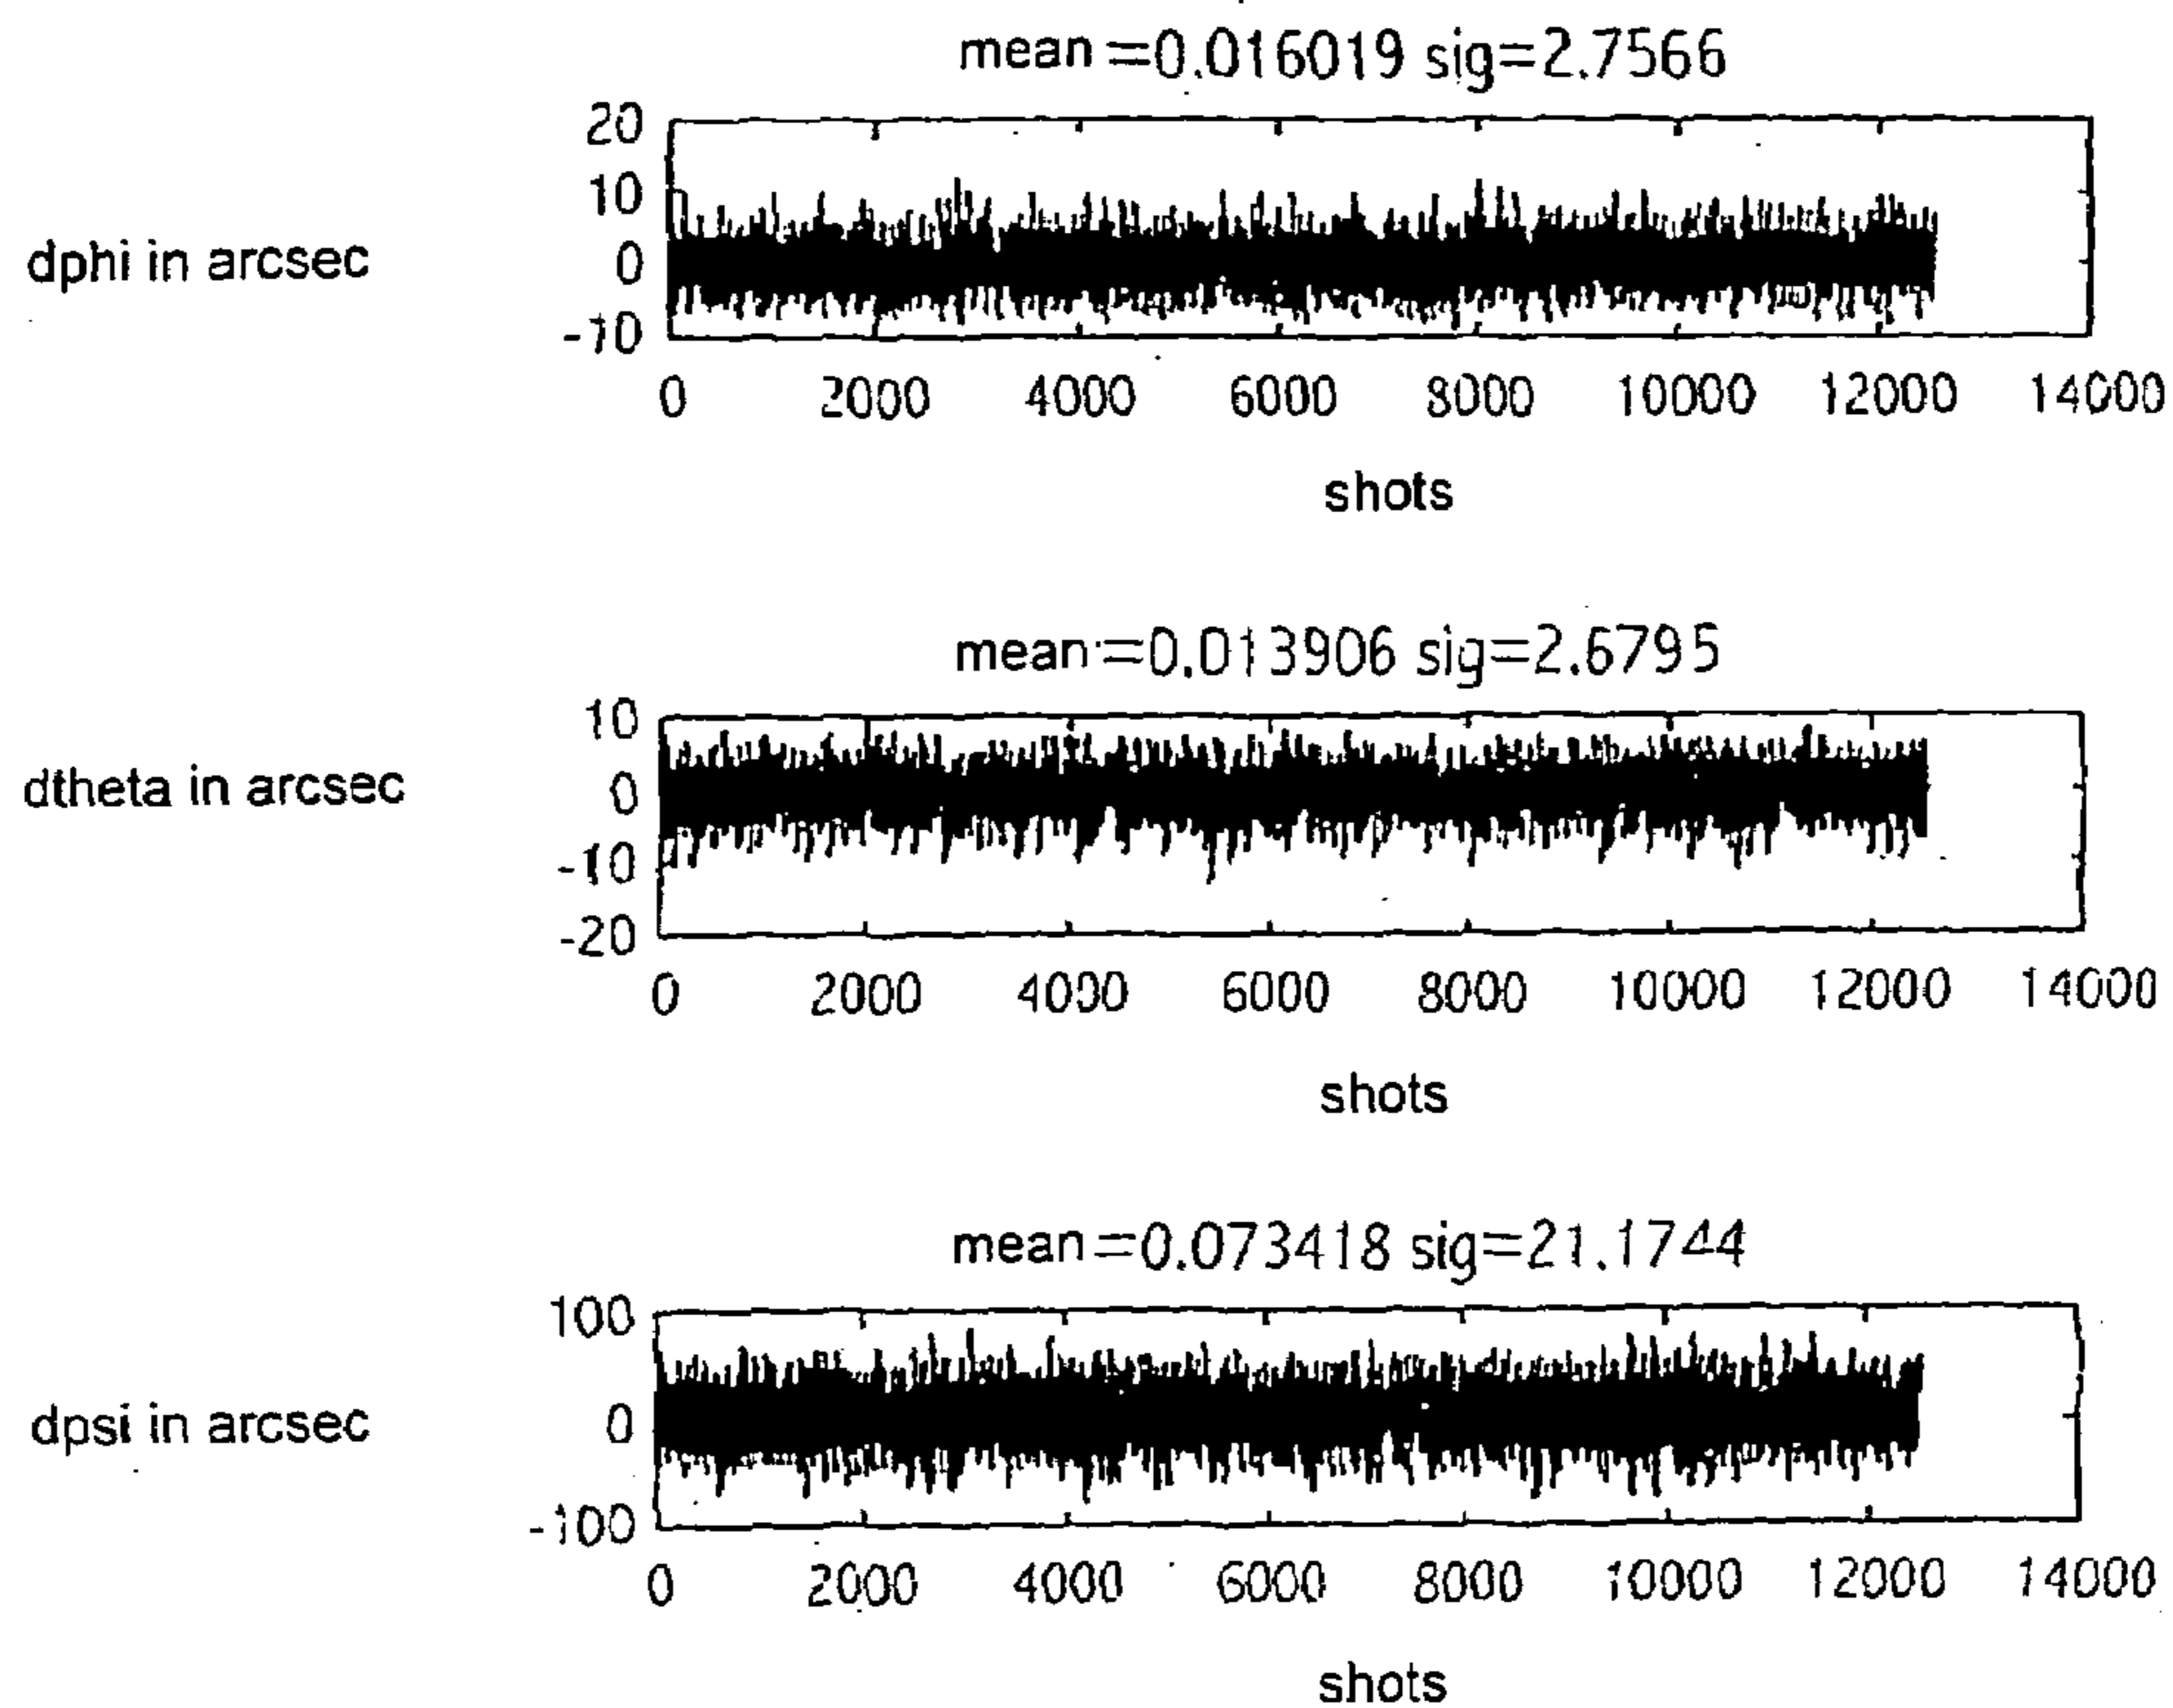 mean =0.016019 sig=2.7566
20
10
0
-10
dphi in arcsec
0 2000 4000 6000 8000 10000 12000 14000
shots
mean =0.013906 sig=2.6795
10
0
-10
-20
dtheta in arcsec
0 2000 4000 6000 8000 10000 12000 14000
shots
mean =0.073418 sig=21.1744
100
0
-100
dpsi in arcsec
0 2000 4000 6000 8000 10000 12000 14000
shots